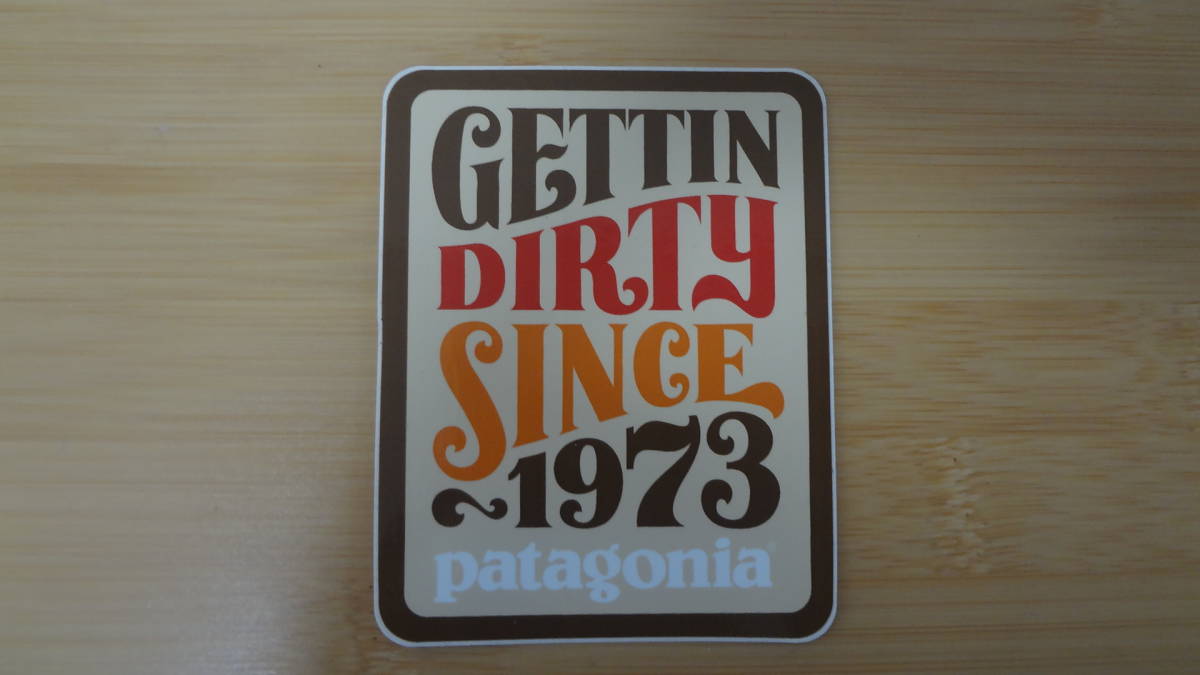 GETTIN
DIRTY
SINCE
~1973
patagonia®